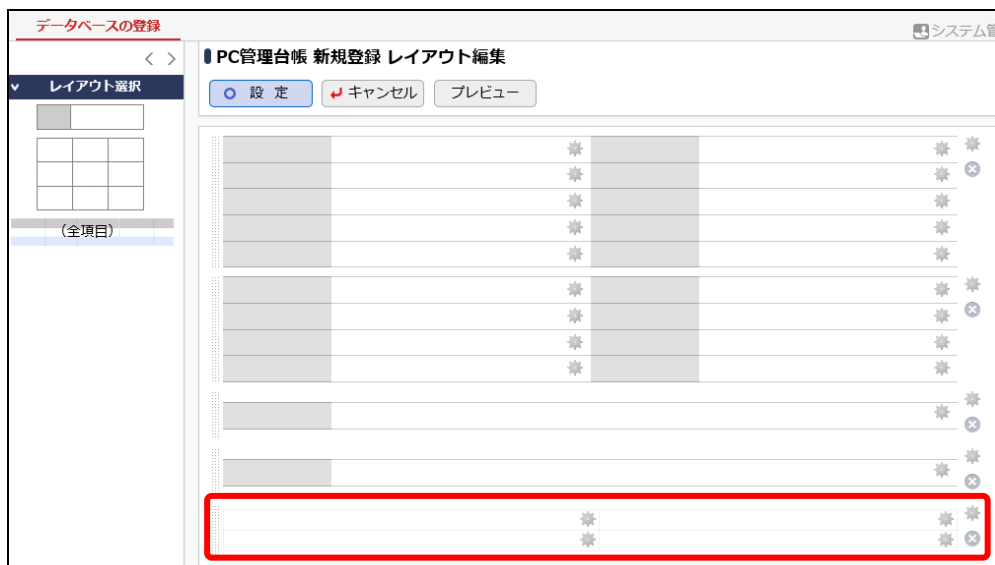 データベースの登録
システム管
< >
PC管理台帳 新規登録 レイアウト編集
レイアウト選択
設 定
キャンセル
プレビュー
(全項目)